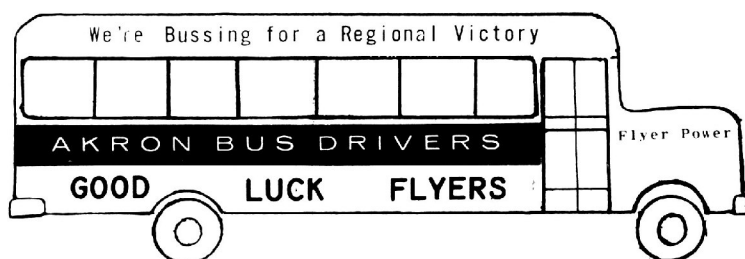 We're Bussing for a Regional Victory
AKRON BUS DRIVERS
Flyer Power
GOOD LUCK FLYERS